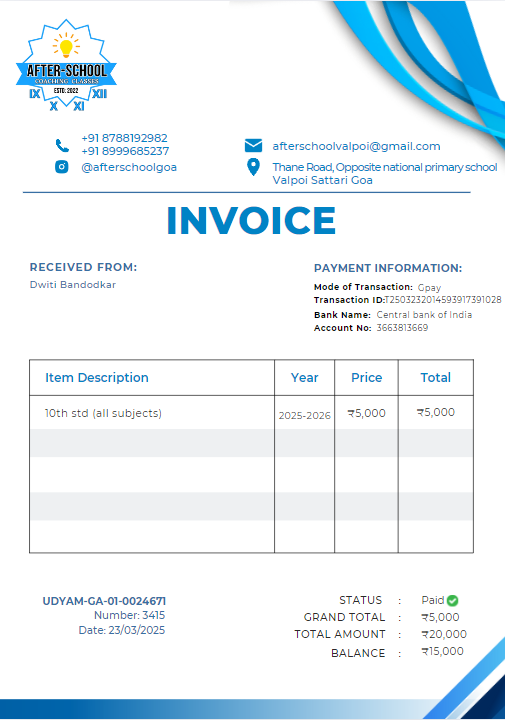 AFTER-SCHOOL
COACHING CLASSES
ESTD: 2022
IX XII
X XI
+91 8788192982
+91 8999685237
@afterschoolgoa
afterschoolvalpoi@gmail.com
Thane Road, Opposite national primary school
Valpoi Sattari Goa
INVOICE
RECEIVED FROM:
Dwiti Bandodkar
PAYMENT INFORMATION:
Mode of Transaction: Gpay
Transaction ID:T2503232014593917391028
Bank Name: Central bank of India
Account No: 3663813669
Item Description Year Price Total
10th std (all subjects) 2025-2026 ₹5,000 ₹5,000
UDYAM-GA-01-0024671
Number: 3415
Date: 23/03/2025
STATUS : Paid
GRAND TOTAL : ₹5,000
TOTAL AMOUNT : ₹20,000
BALANCE : ₹15,000